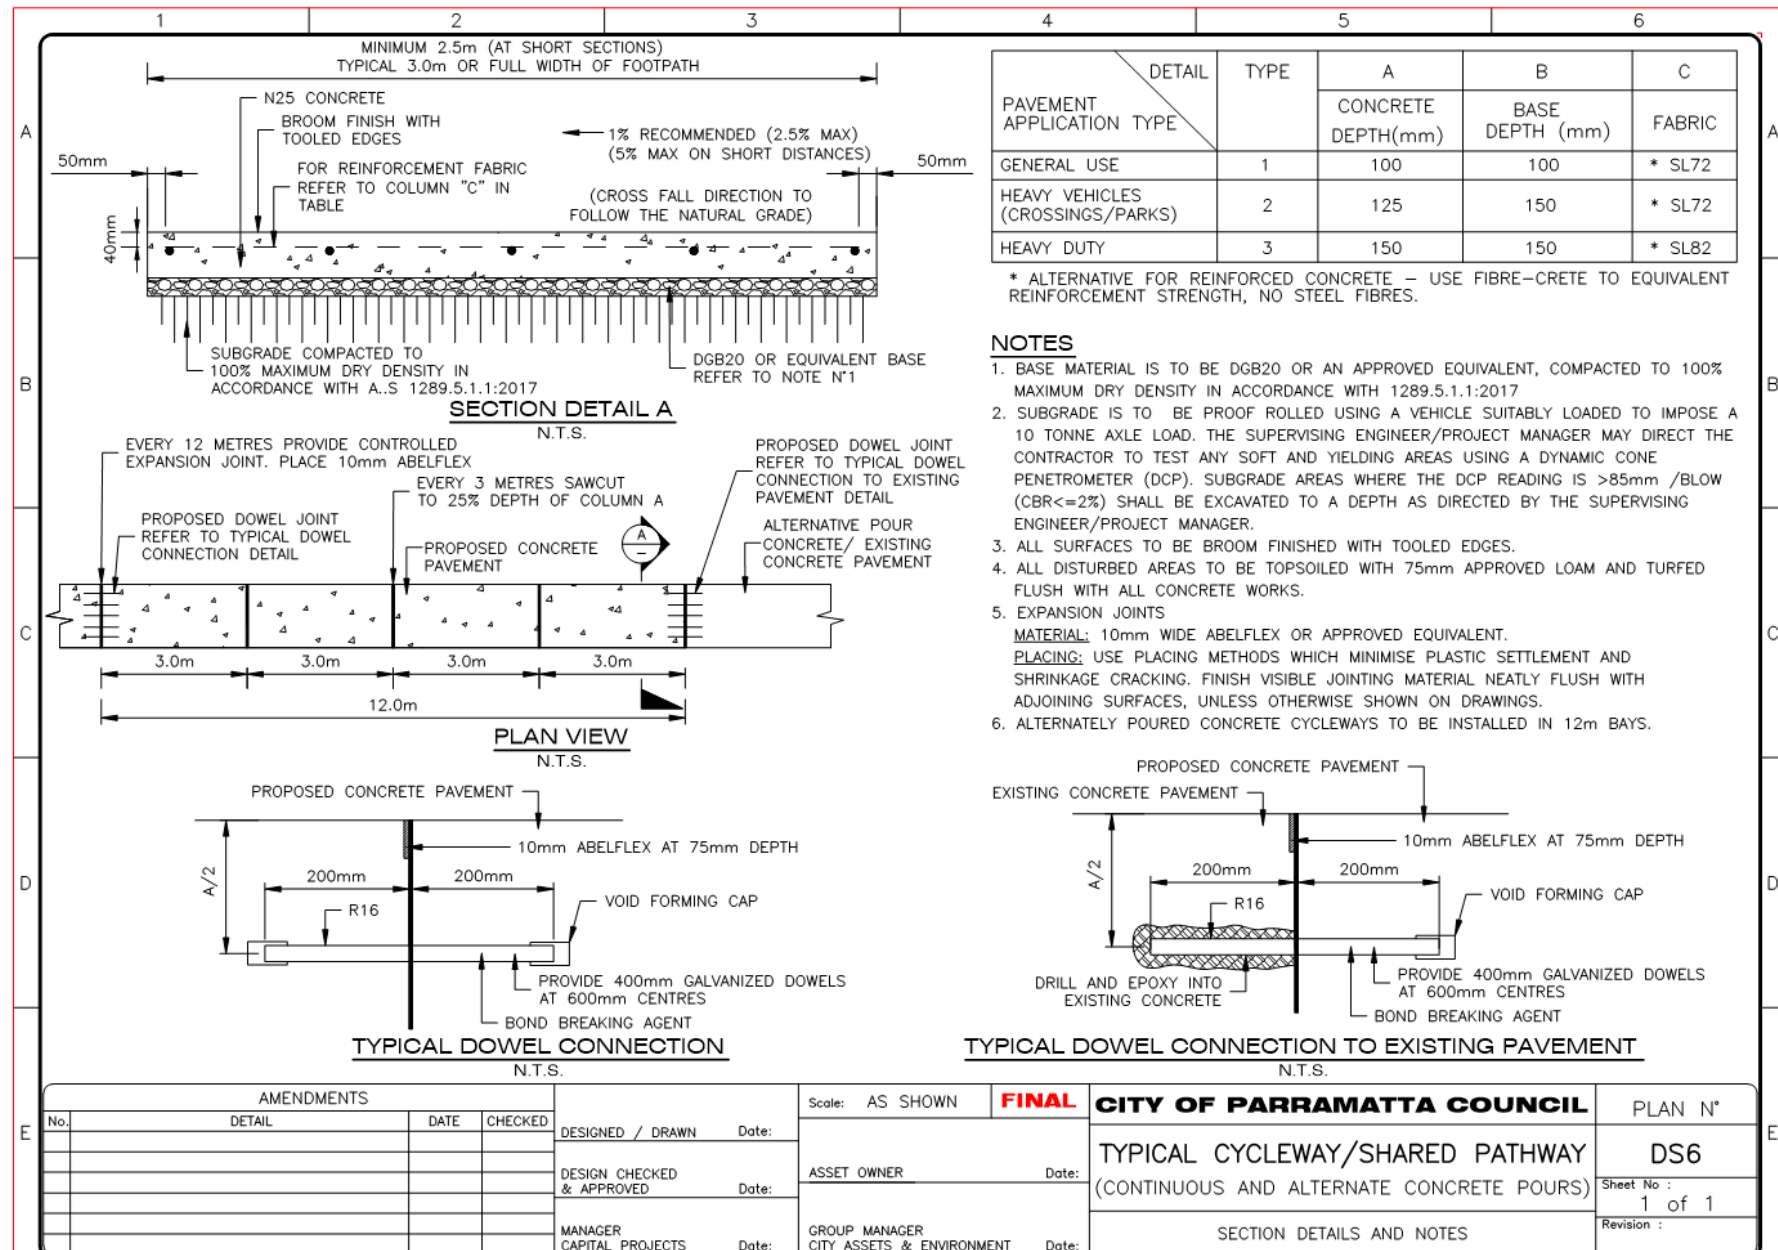 1 2 3 4 5 6
A
B
C
D
E
A
B
C
D
E
MINIMUM 2.5m (AT SHORT SECTIONS)
TYPICAL 3.0m OR FULL WIDTH OF FOOTPATH
N25 CONCRETE
BROOM FINISH WITH
TOOLED EDGES
50mm
FOR REINFORCEMENT FABRIC
REFER TO COLUMN "C" IN
TABLE
1% RECOMMENDED (2.5% MAX)
(5% MAX ON SHORT DISTANCES)
50mm
(CROSS FALL DIRECTION TO
FOLLOW THE NATURAL GRADE)
40mm
SUBGRADE COMPACTED TO
100% MAXIMUM DRY DENSITY IN
ACCORDANCE WITH A..S 1289.5.1.1:2017
DGB20 OR EQUIVALENT BASE
REFER TO NOTE N°1
SECTION DETAIL A
N.T.S.
DETAIL TYPE A B C
PAVEMENT
APPLICATION TYPE
CONCRETE
DEPTH(mm)
BASE
DEPTH (mm)
FABRIC
GENERAL USE 1 100 100 * SL72
HEAVY VEHICLES
(CROSSINGS/PARKS) 2 125 150 * SL72
HEAVY DUTY 3 150 150 * SL82
* ALTERNATIVE FOR REINFORCED CONCRETE – USE FIBRE–CRETE TO EQUIVALENT
REINFORCEMENT STRENGTH, NO STEEL FIBRES.
NOTES
1. BASE MATERIAL IS TO BE DGB20 OR AN APPROVED EQUIVALENT, COMPACTED TO 100%
MAXIMUM DRY DENSITY IN ACCORDANCE WITH 1289.5.1.1:2017
2. SUBGRADE IS TO BE PROOF ROLLED USING A VEHICLE SUITABLY LOADED TO IMPOSE A
10 TONNE AXLE LOAD. THE SUPERVISING ENGINEER/PROJECT MANAGER MAY DIRECT THE
CONTRACTOR TO TEST ANY SOFT AND YIELDING AREAS USING A DYNAMIC CONE
PENETROMETER (DCP). SUBGRADE AREAS WHERE THE DCP READING IS >85mm /BLOW
(CBR<=2%) SHALL BE EXCAVATED TO A DEPTH AS DIRECTED BY THE SUPERVISING
ENGINEER/PROJECT MANAGER.
3. ALL SURFACES TO BE BROOM FINISHED WITH TOOLED EDGES.
4. ALL DISTURBED AREAS TO BE TOPSOILED WITH 75mm APPROVED LOAM AND TURFED
FLUSH WITH ALL CONCRETE WORKS.
5. EXPANSION JOINTS
MATERIAL: 10mm WIDE ABELFLEX OR APPROVED EQUIVALENT.
PLACING: USE PLACING METHODS WHICH MINIMISE PLASTIC SETTLEMENT AND
SHRINKAGE CRACKING. FINISH VISIBLE JOINTING MATERIAL NEATLY FLUSH WITH
ADJOINING SURFACES, UNLESS OTHERWISE SHOWN ON DRAWINGS.
6. ALTERNATELY POURED CONCRETE CYCLEWAYS TO BE INSTALLED IN 12m BAYS.
EVERY 12 METRES PROVIDE CONTROLLED
EXPANSION JOINT. PLACE 10mm ABELFLEX
EVERY 3 METRES SAWCUT
TO 25% DEPTH OF COLUMN A
PROPOSED DOWEL JOINT
REFER TO TYPICAL DOWEL
CONNECTION TO EXISTING
PAVEMENT DETAIL
PROPOSED DOWEL JOINT
REFER TO TYPICAL DOWEL
CONNECTION DETAIL
PROPOSED CONCRETE
PAVEMENT
A
–
ALTERNATIVE POUR
CONCRETE/ EXISTING
CONCRETE PAVEMENT
3.0m 3.0m 3.0m 3.0m
12.0m
PLAN VIEW
N.T.S.
PROPOSED CONCRETE PAVEMENT
10mm ABELFLEX AT 75mm DEPTH
A/2
200mm 200mm
R16
VOID FORMING CAP
PROVIDE 400mm GALVANIZED DOWELS
AT 600mm CENTRES
BOND BREAKING AGENT
TYPICAL DOWEL CONNECTION
N.T.S.
PROPOSED CONCRETE PAVEMENT
EXISTING CONCRETE PAVEMENT
10mm ABELFLEX AT 75mm DEPTH
A/2
200mm 200mm
R16
VOID FORMING CAP
DRILL AND EPOXY INTO
EXISTING CONCRETE
PROVIDE 400mm GALVANIZED DOWELS
AT 600mm CENTRES
BOND BREAKING AGENT
TYPICAL DOWEL CONNECTION TO EXISTING PAVEMENT
N.T.S.
AMENDMENTS
No. DETAIL DATE CHECKED
DESIGNED / DRAWN Date:
DESIGN CHECKED
& APPROVED Date:
MANAGER
CAPITAL PROJECTS Date:
Scale: AS SHOWN
FINAL
ASSET OWNER Date:
GROUP MANAGER
CITY ASSETS & ENVIRONMENT Date:
CITY OF PARRAMATTA COUNCIL
TYPICAL CYCLEWAY/SHARED PATHWAY
(CONTINUOUS AND ALTERNATE CONCRETE POURS)
SECTION DETAILS AND NOTES
PLAN N°
DS6
Sheet No :
1 of 1
Revision :